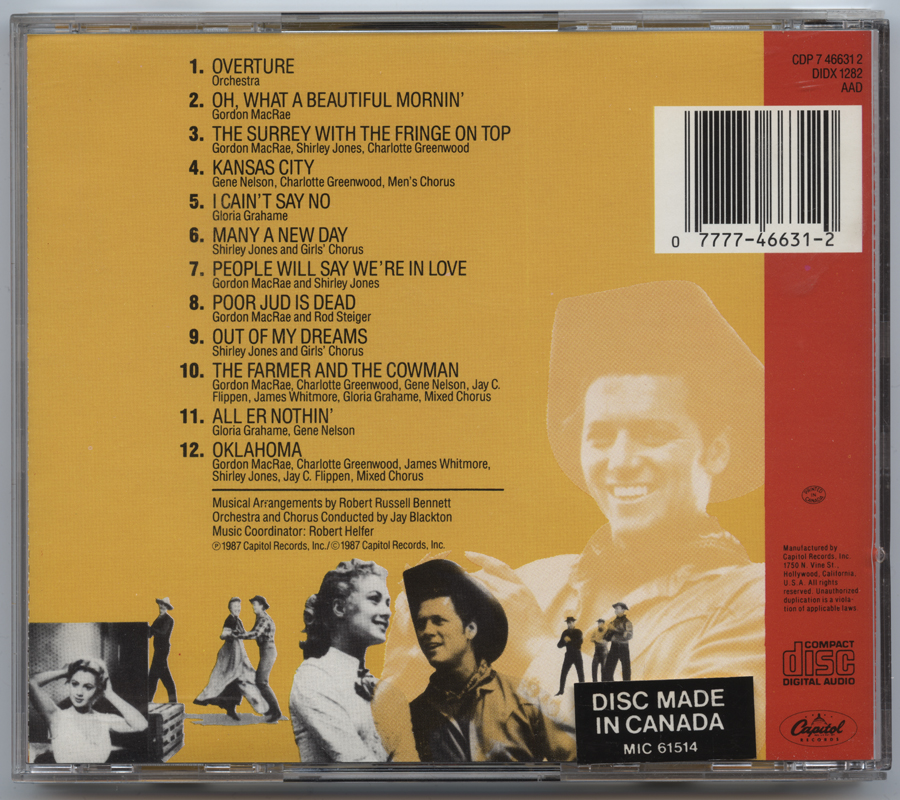 1. OVERTURE
Orchestra
2. OH, WHAT A BEAUTIFUL MORNIN'
Gordon MacRae
3. THE SURREY WITH THE FRINGE ON TOP
Gordon MacRae, Shirley Jones, Charlotte Greenwood
4. KANSAS CITY
Gene Nelson, Charlotte Greenwood, Men's Chorus
5. I CAIN'T SAY NO
Gloria Grahame
6. MANY A NEW DAY
Shirley Jones and Girls' Chorus
7. PEOPLE WILL SAY WE'RE IN LOVE
Gordon MacRae and Shirley Jones
8. POOR JUD IS DEAD
Gordon MacRae and Rod Steiger
9. OUT OF MY DREAMS
Shirley Jones and Girls' Chorus
10. THE FARMER AND THE COWMAN
Gordon MacRae, Charlotte Greenwood, Gene Nelson, Jay C.
Flippen, James Whitmore, Gloria Grahame, Mixed Chorus
11. ALL ER NOTHIN'
Gloria Grahame, Gene Nelson
12. OKLAHOMA
Gordon MacRae, Charlotte Greenwood, James Whitmore,
Shirley Jones, Jay C. Flippen, Mixed Chorus
Musical Arrangements by Robert Russell Bennett
Orchestra and Chorus Conducted by Jay Blackton
Music Coordinator: Robert Helfer
℗1987 Capitol Records, Inc./©1987 Capitol Records, Inc.
CDP 7 46631 2
DIDX 1282
AAD
0 7777-46631-2
PRINTED
IN
CANADA
Manufactured by
Capitol Records, Inc.
1750 N. Vine St.,
Hollywood, California,
U.S.A. All rights
reserved. Unauthorized
duplication is a viola-
tion of applicable laws.
COMPACT
disc
DIGITAL AUDIO
Capitol
RECORDS
DISC MADE
IN CANADA
MIC 61514